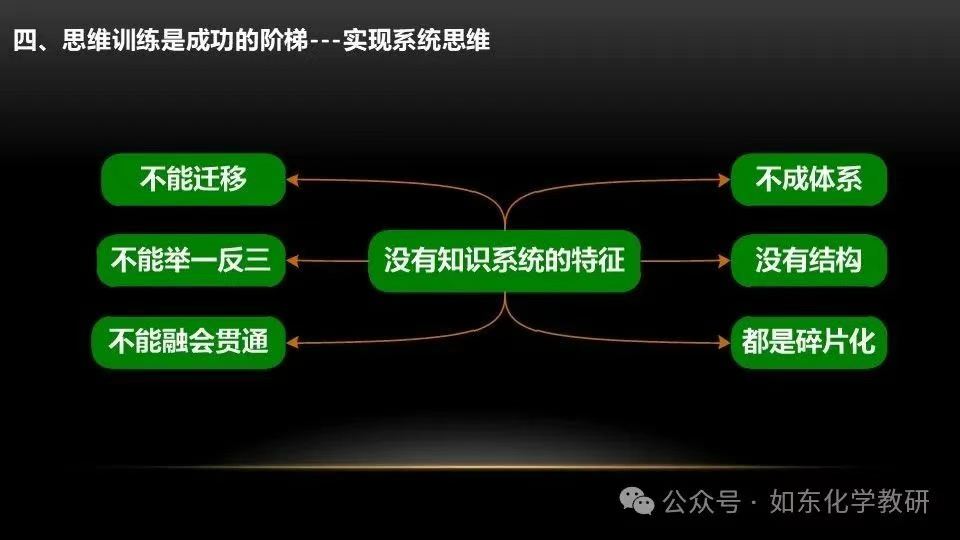 四、思维训练是成功的阶梯---实现系统思维
不能迁移
不成体系
不能举一反三
没有知识系统的特征
没有结构
不能融会贯通
都是碎片化
公众号·如东化学教研